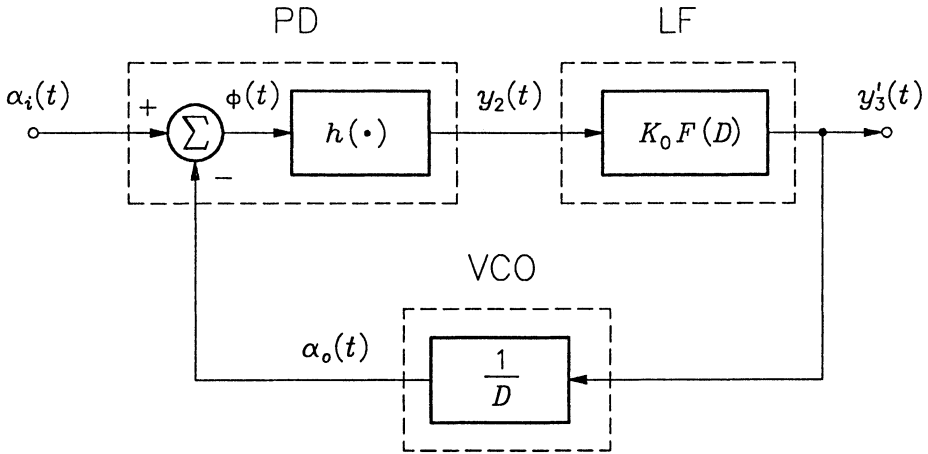 PD
LF
αᵢ(t)
+
Σ
−
ϕ(t)
h(·)
y₂(t)
K₀F(D)
y′₃(t)
VCO
αₒ(t)
1
D